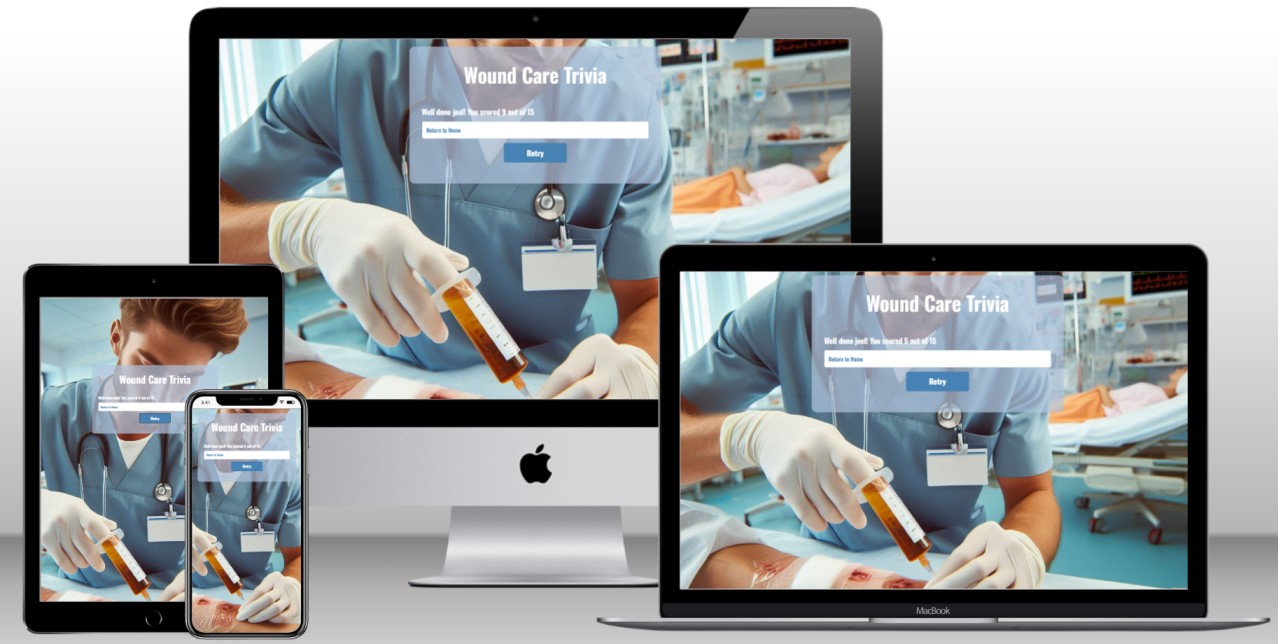 Wound Care Trivia
Well done joel! You scored 9 out of 15
Return to Home
Retry
Wound Care Trivia
Well done joel! You scored 5 out of 15
Return to Home
Retry
MacBook
Wound Care Trivia
Well done joel! You scored 4 out of 15
Return to Home
Retry
9:41
Wound Care Trivia
Well done joel! You scored out of 15
Return to Home
Retry